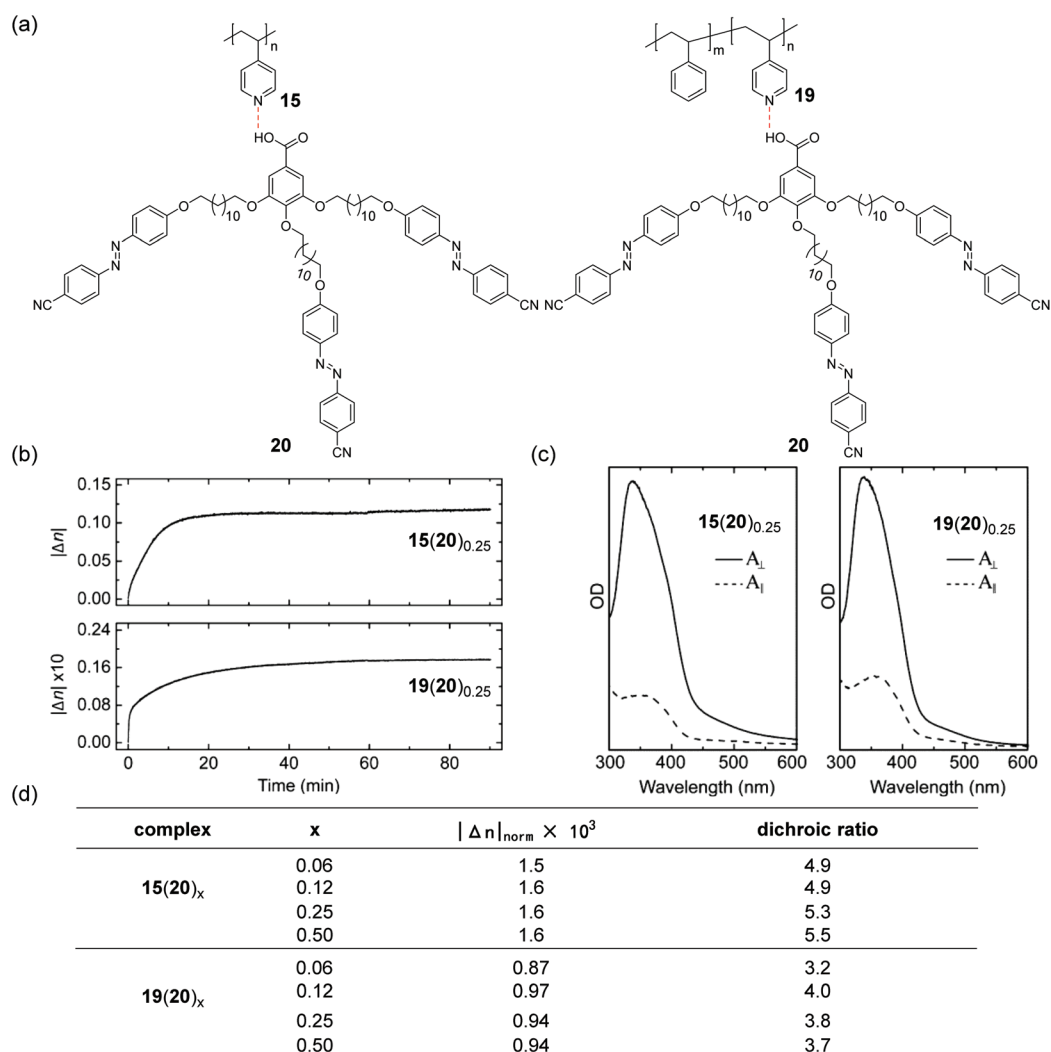 (a)
n
N
15
HO
O
O
10
O
O
10
O
O
O
10
O
N
N
N
N
N
N
NC
CN
CN
20
m
n
N
19
HO
O
O
10
O
O
10
O
O
O
10
O
N
N
N
N
N
N
NC
CN
CN
20
(b)
|Δn|
0.15
0.10
0.05
0.00
15(20)0.25
|Δn| x10
0.24
0.16
0.08
0.00
19(20)0.25
0 20 40 60 80
Time (min)
(c)
OD
15(20)0.25
A⊥
A∥
300 400 500 600
Wavelength (nm)
OD
19(20)0.25
A⊥
A∥
300 400 500 600
Wavelength (nm)
(d)
complex x |Δn|norm × 10³ dichroic ratio
15(20)x
0.06 1.5 4.9
0.12 1.6 4.9
0.25 1.6 5.3
0.50 1.6 5.5
19(20)x
0.06 0.87 3.2
0.12 0.97 4.0
0.25 0.94 3.8
0.50 0.94 3.7